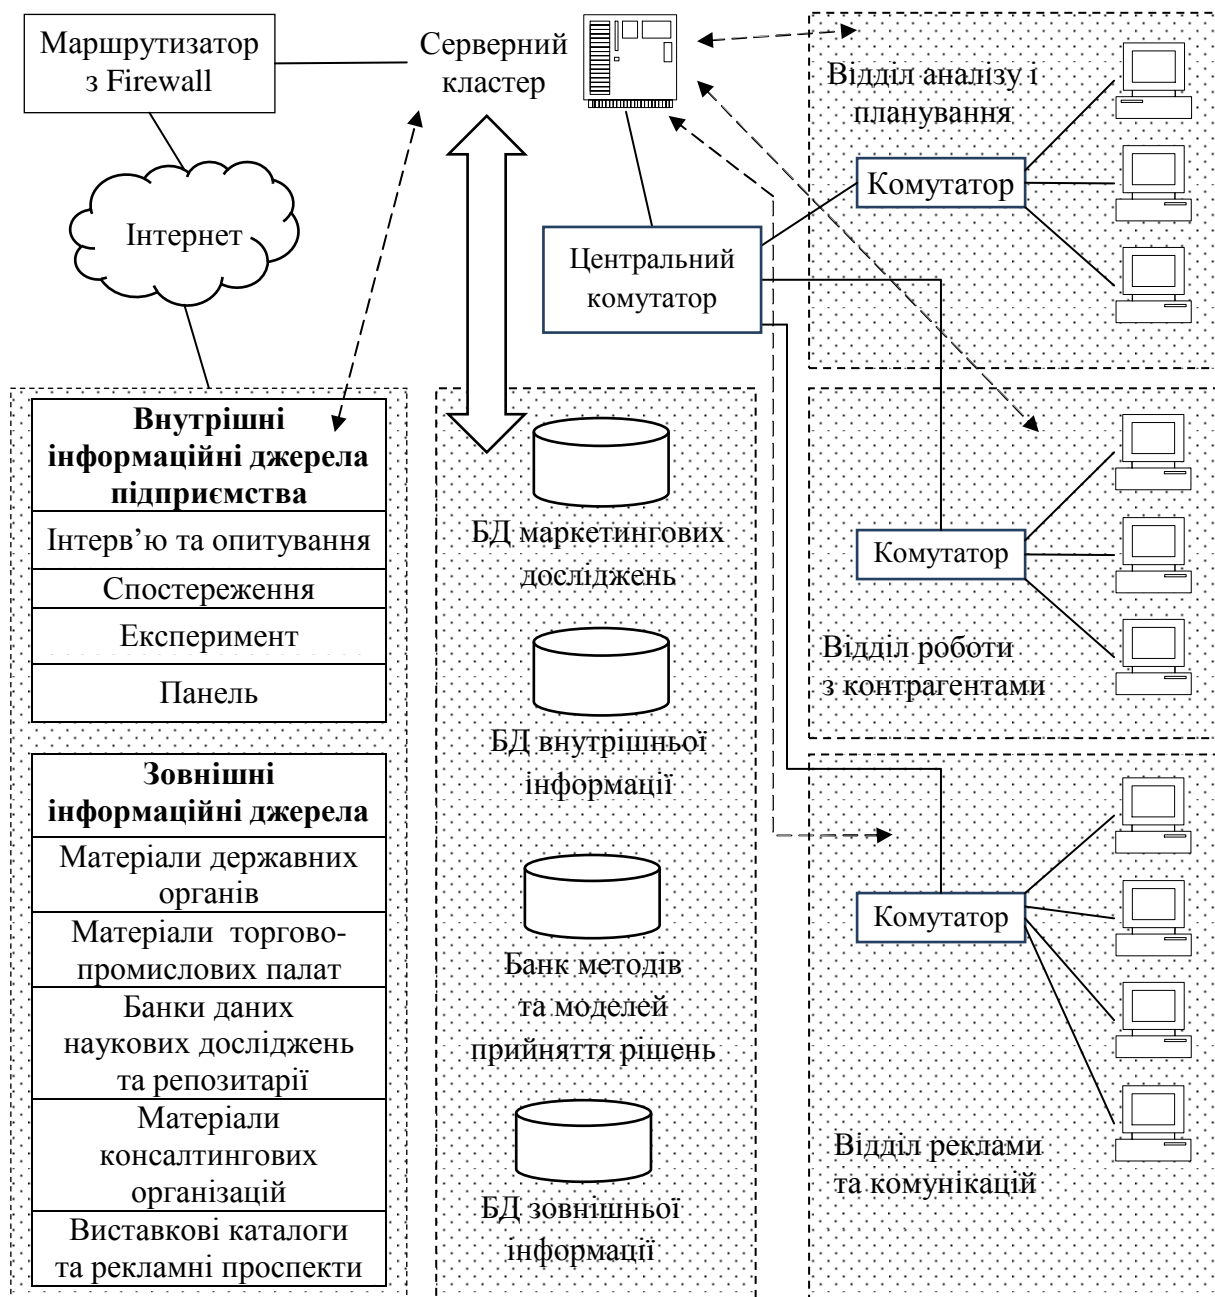 Маршрутизатор
з Firewall
Серверний
кластер
Інтернет
Центральний
комутатор
Відділ аналізу і
планування
Комутатор
Внутрішні
інформаційні джерела
підприємства
Інтерв’ю та опитування
Спостереження
Експеримент
Панель
Зовнішні
інформаційні джерела
Матеріали державних
органів
Матеріали торгово-
промислових палат
Банки даних
наукових досліджень
та репозитарії
Матеріали
консалтингових
організацій
Виставкові каталоги
та рекламні проспекти
БД маркетингових
досліджень
БД внутрішньої
інформації
Банк методів
та моделей
прийняття рішень
БД зовнішньої
інформації
Комутатор
Відділ роботи
з контрагентами
Комутатор
Відділ реклами
та комунікацій